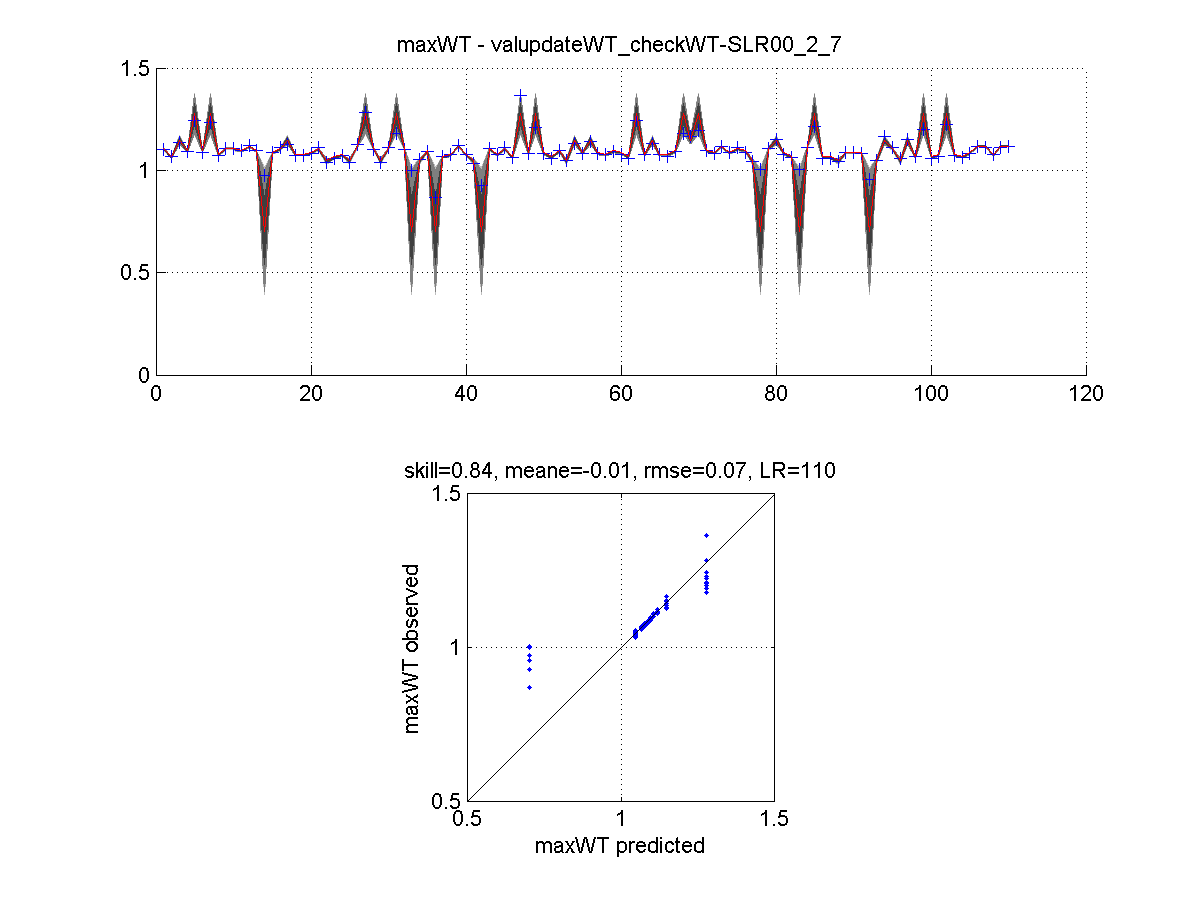 maxWT - valupdateWT_checkWT-SLR00_2_7
1.5
1
0.5
0
0 20 40 60 80 100 120
skill=0.84, meane=-0.01, rmse=0.07, LR=110
1.5
maxWT observed
1
0.5
0.5 1 1.5
maxWT predicted